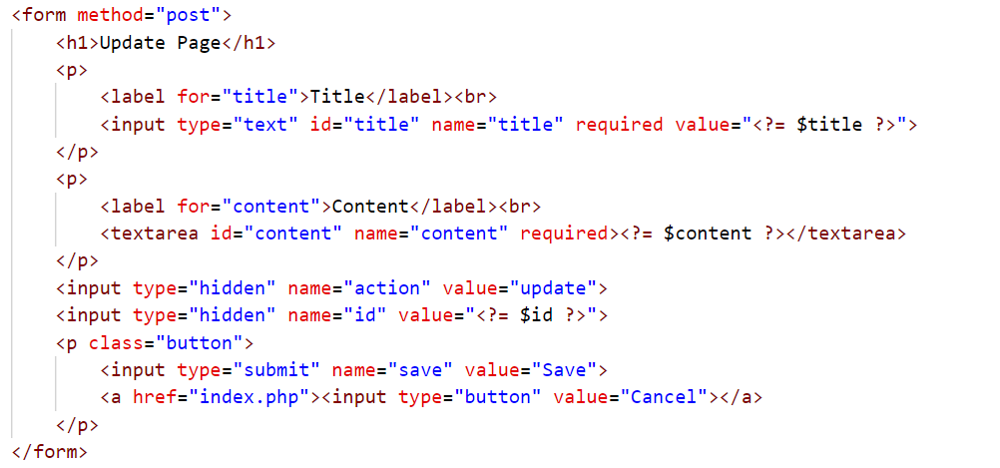 <form method="post">
    <h1>Update Page</h1>
    <p>
        <label for="title">Title</label><br>
        <input type="text" id="title" name="title" required value="<?= $title ?>">
    </p>
    <p>
        <label for="content">Content</label><br>
        <textarea id="content" name="content" required><?= $content ?></textarea>
    </p>
    <input type="hidden" name="action" value="update">
    <input type="hidden" name="id" value="<?= $id ?>">
    <p class="button">
        <input type="submit" name="save" value="Save">
        <a href="index.php"><input type="button" value="Cancel"></a>
    </p>
</form>